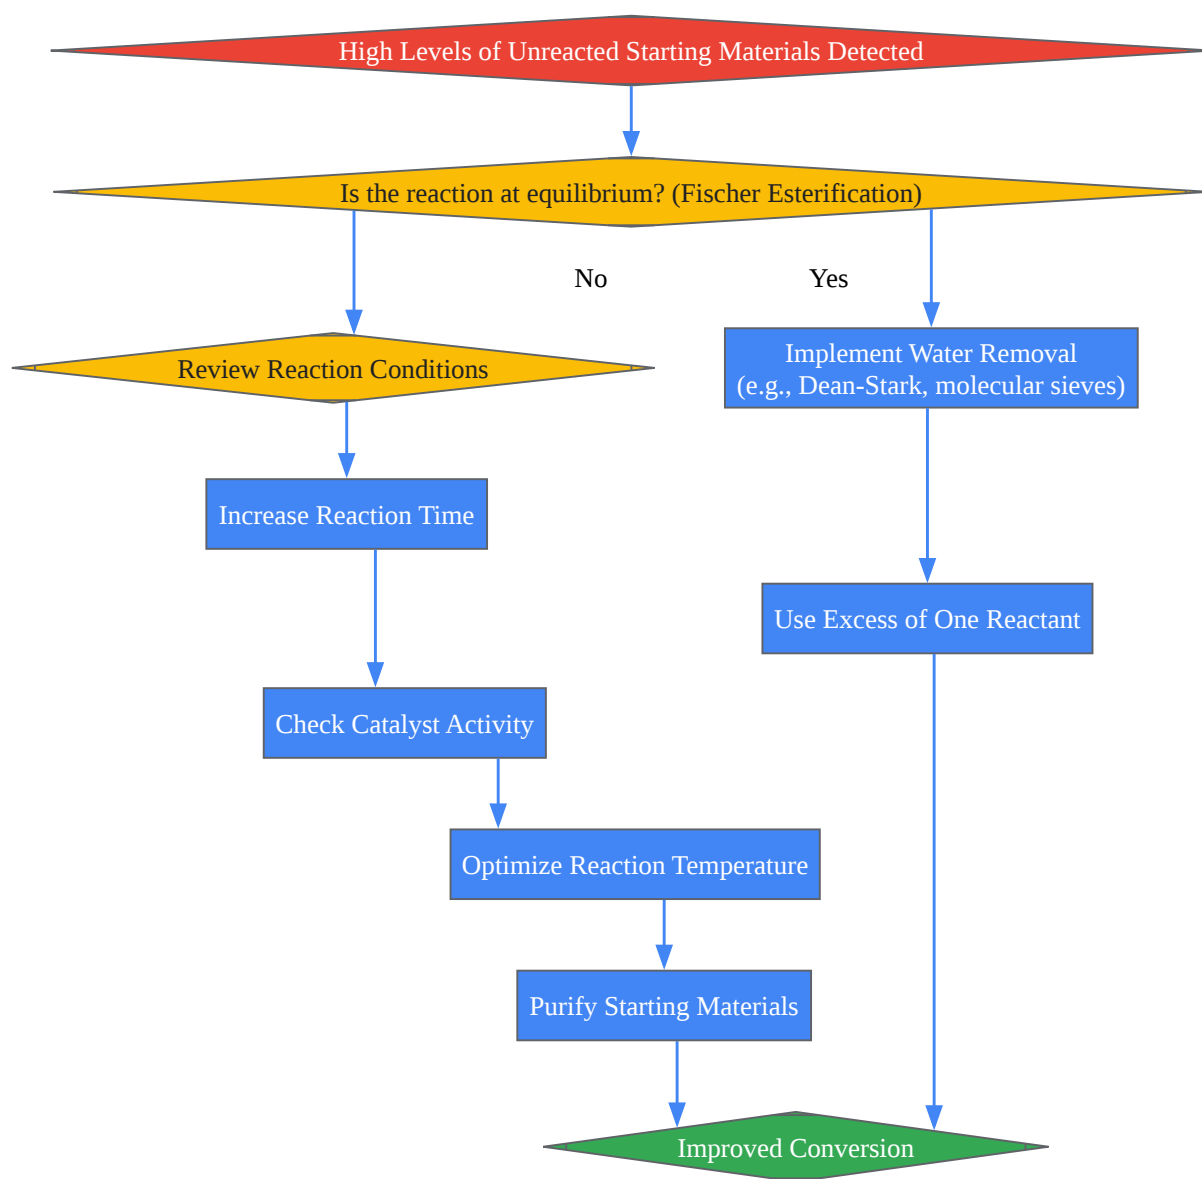 High Levels of Unreacted Starting Materials Detected
Is the reaction at equilibrium? (Fischer Esterification)
No
Yes
Review Reaction Conditions
Implement Water Removal
(e.g., Dean-Stark, molecular sieves)
Increase Reaction Time
Use Excess of One Reactant
Check Catalyst Activity
Optimize Reaction Temperature
Purify Starting Materials
Improved Conversion